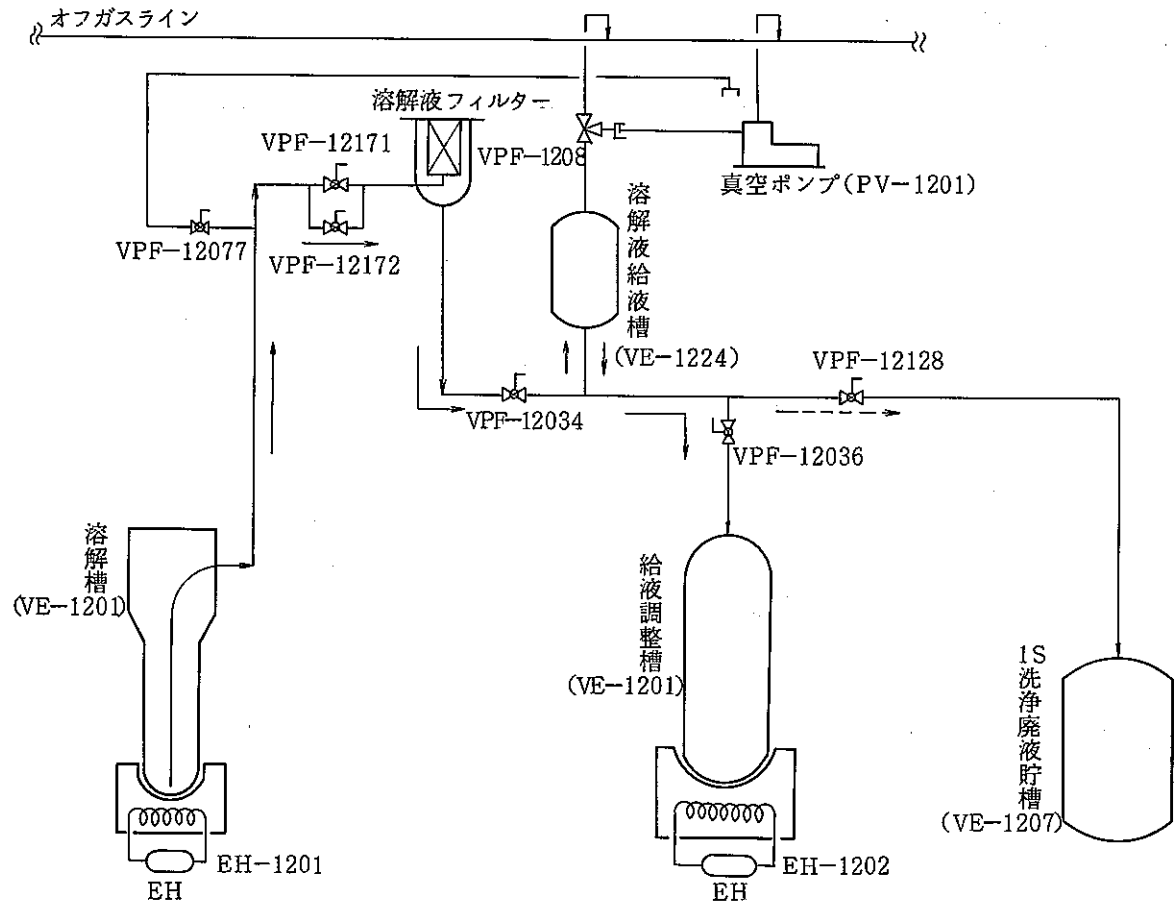 オフガスライン
溶解液フィルター
VPF-12171
VPF-1208
真空ポンプ(PV-1201)
VPF-12077
VPF-12172
溶解液給液槽
(VE-1224)
VPF-12128
VPF-12034
VPF-12036
溶解槽
(VE-1201)
給液調整槽
(VE-1201)
1S洗浄廃液貯槽
(VE-1207)
EH-1201
EH
EH-1202
EH